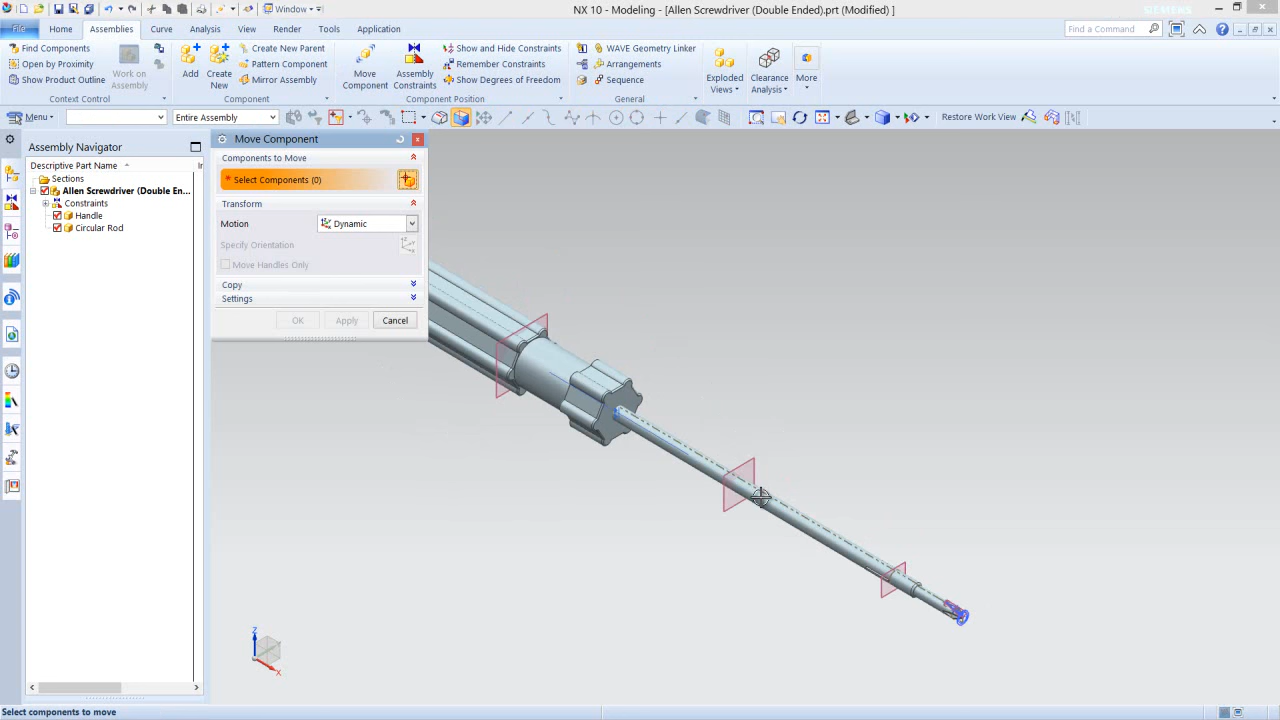 NX 10 - Modeling - [Allen Screwdriver (Double Ended).prt (Modified) ]
SIEMENS
Window
File Home Assemblies Curve Analysis View Render Tools Application
Find a Command
Find Components
Open by Proximity
Show Product Outline
Work on Assembly
Context Control
Add
Create New
Create New Parent
Pattern Component
Mirror Assembly
Component
Move Component
Assembly Constraints
Show and Hide Constraints
Remember Constraints
Show Degrees of Freedom
Component Position
WAVE Geometry Linker
Arrangements
Sequence
General
Exploded Views
Clearance Analysis
More
Menu
Entire Assembly
Restore Work View
Assembly Navigator
Descriptive Part Name
Ir
Sections
Allen Screwdriver (Double En...
Constraints
Handle
Circular Rod
Move Component
Components to Move
* Select Components (0)
Transform
Motion
Dynamic
Specify Orientation
Move Handles Only
Copy
Settings
OK Apply Cancel
Z
X
Select components to move